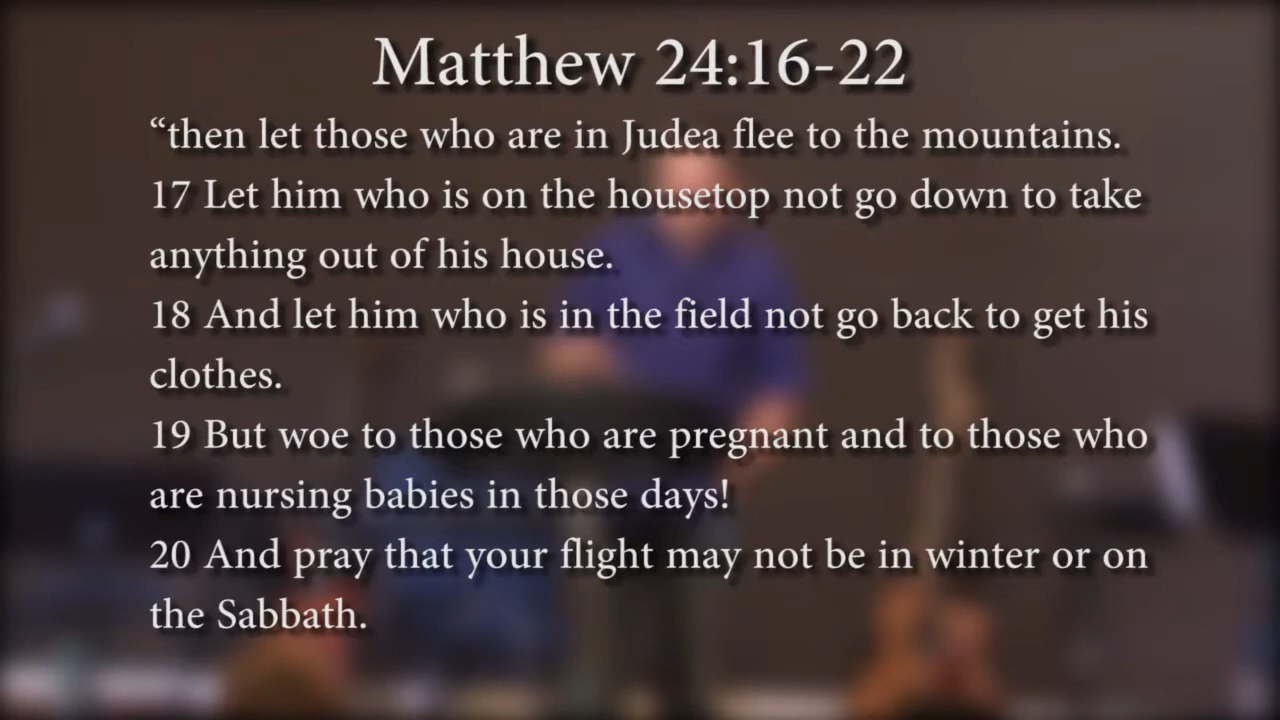 Matthew 24:16-22
“then let those who are in Judea flee to the mountains.
17 Let him who is on the housetop not go down to take
anything out of his house.
18 And let him who is in the field not go back to get his
clothes.
19 But woe to those who are pregnant and to those who
are nursing babies in those days!
20 And pray that your flight may not be in winter or on
the Sabbath.